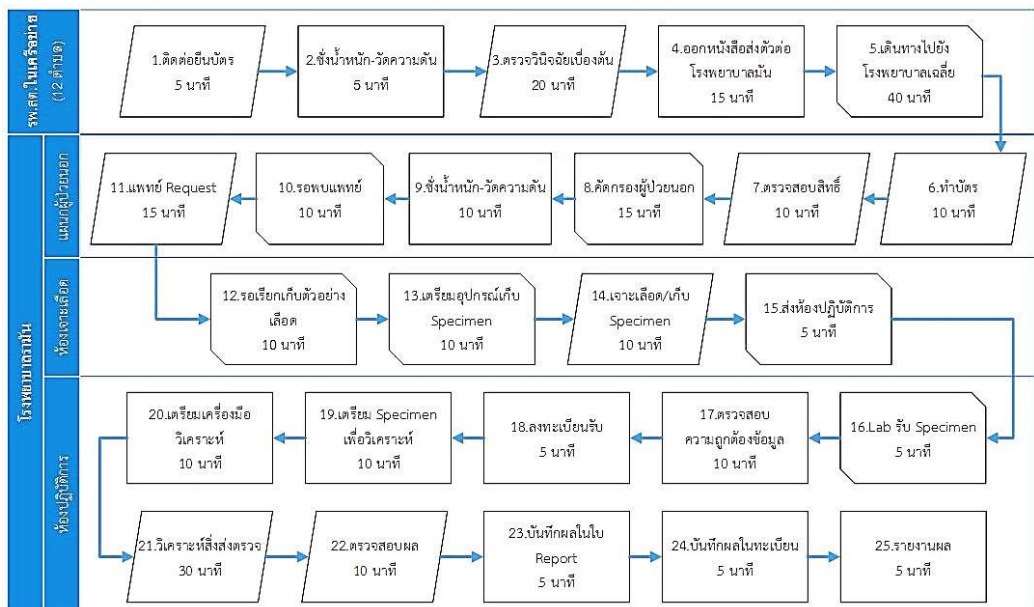 รพ.สต.ในเครือข่าย
(12 ตำบล)
1.ติดต่อยื่นบัตร
5 นาที
2.ชั่งน้ำหนัก-วัดความดัน
5 นาที
3.ตรวจวินิจฉัยเบื้องต้น
20 นาที
4.ออกหนังสือส่งตัวต่อ
โรงพยาบาลมัน
15 นาที
5.เดินทางไปยัง
โรงพยาบาลเฉลี่ย
40 นาที
โรงพยาบาลรามัน
แผนกผู้ป่วยนอก
11.แพทย์ Request
15 นาที
10.รอพบแพทย์
10 นาที
9.ชั่งน้ำหนัก-วัดความดัน
10 นาที
8.คัดกรองผู้ป่วยนอก
15 นาที
7.ตรวจสอบสิทธิ์
10 นาที
6.ทำบัตร
10 นาที
ห้องเจาะเลือด
12.รอเรียกเก็บตัวอย่าง
เลือด
10 นาที
13.เตรียมอุปกรณ์เก็บ
Specimen
10 นาที
14.เจาะเลือด/เก็บ
Specimen
10 นาที
15.ส่งห้องปฏิบัติการ
5 นาที
ห้องปฏิบัติการ
20.เตรียมเครื่องมือ
วิเคราะห์
10 นาที
19.เตรียม Specimen
เพื่อวิเคราะห์
10 นาที
18.ลงทะเบียนรับ
5 นาที
17.ตรวจสอบ
ความถูกต้องข้อมูล
10 นาที
16.Lab รับ Specimen
5 นาที
21.วิเคราะห์สิ่งส่งตรวจ
30 นาที
22.ตรวจสอบผล
10 นาที
23.บันทึกผลในใบ
Report
5 นาที
24.บันทึกผลในทะเบียน
5 นาที
25.รายงานผล
5 นาที